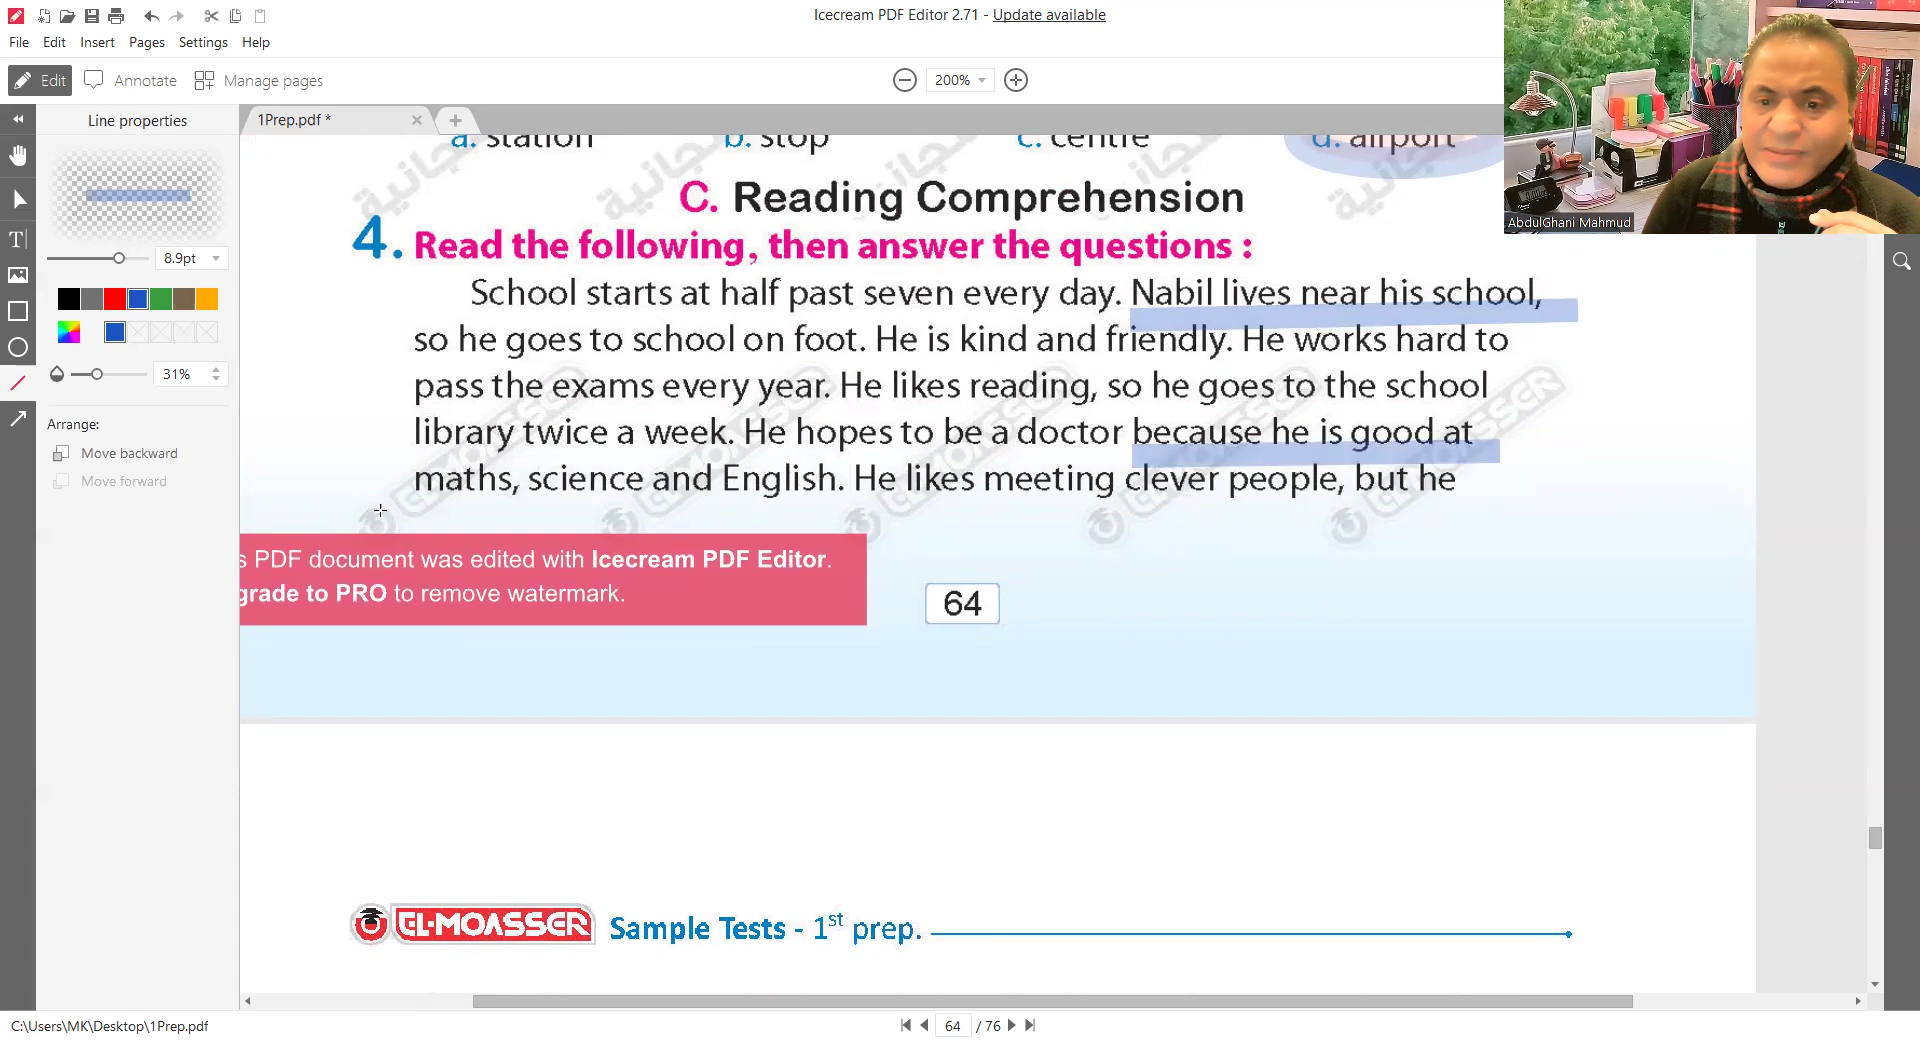 Icecream PDF Editor 2.71 - Update available
File Edit Insert Pages Settings Help
Edit Annotate Manage pages
200%
AbdulGhani Mahmud
Line properties
1Prep.pdf *
8.9pt
31%
Arrange:
Move backward
Move forward
a. station b. stop c. centre d. airport
C. Reading Comprehension
4. Read the following, then answer the questions :
School starts at half past seven every day. Nabil lives near his school,
so he goes to school on foot. He is kind and friendly. He works hard to
pass the exams every year. He likes reading, so he goes to the school
library twice a week. He hopes to be a doctor because he is good at
maths, science and English. He likes meeting clever people, but he
s PDF document was edited with Icecream PDF Editor.
grade to PRO to remove watermark.
64
EL-MOASSER Sample Tests - 1st prep.
C:\Users\MK\Desktop\1Prep.pdf
64 / 76